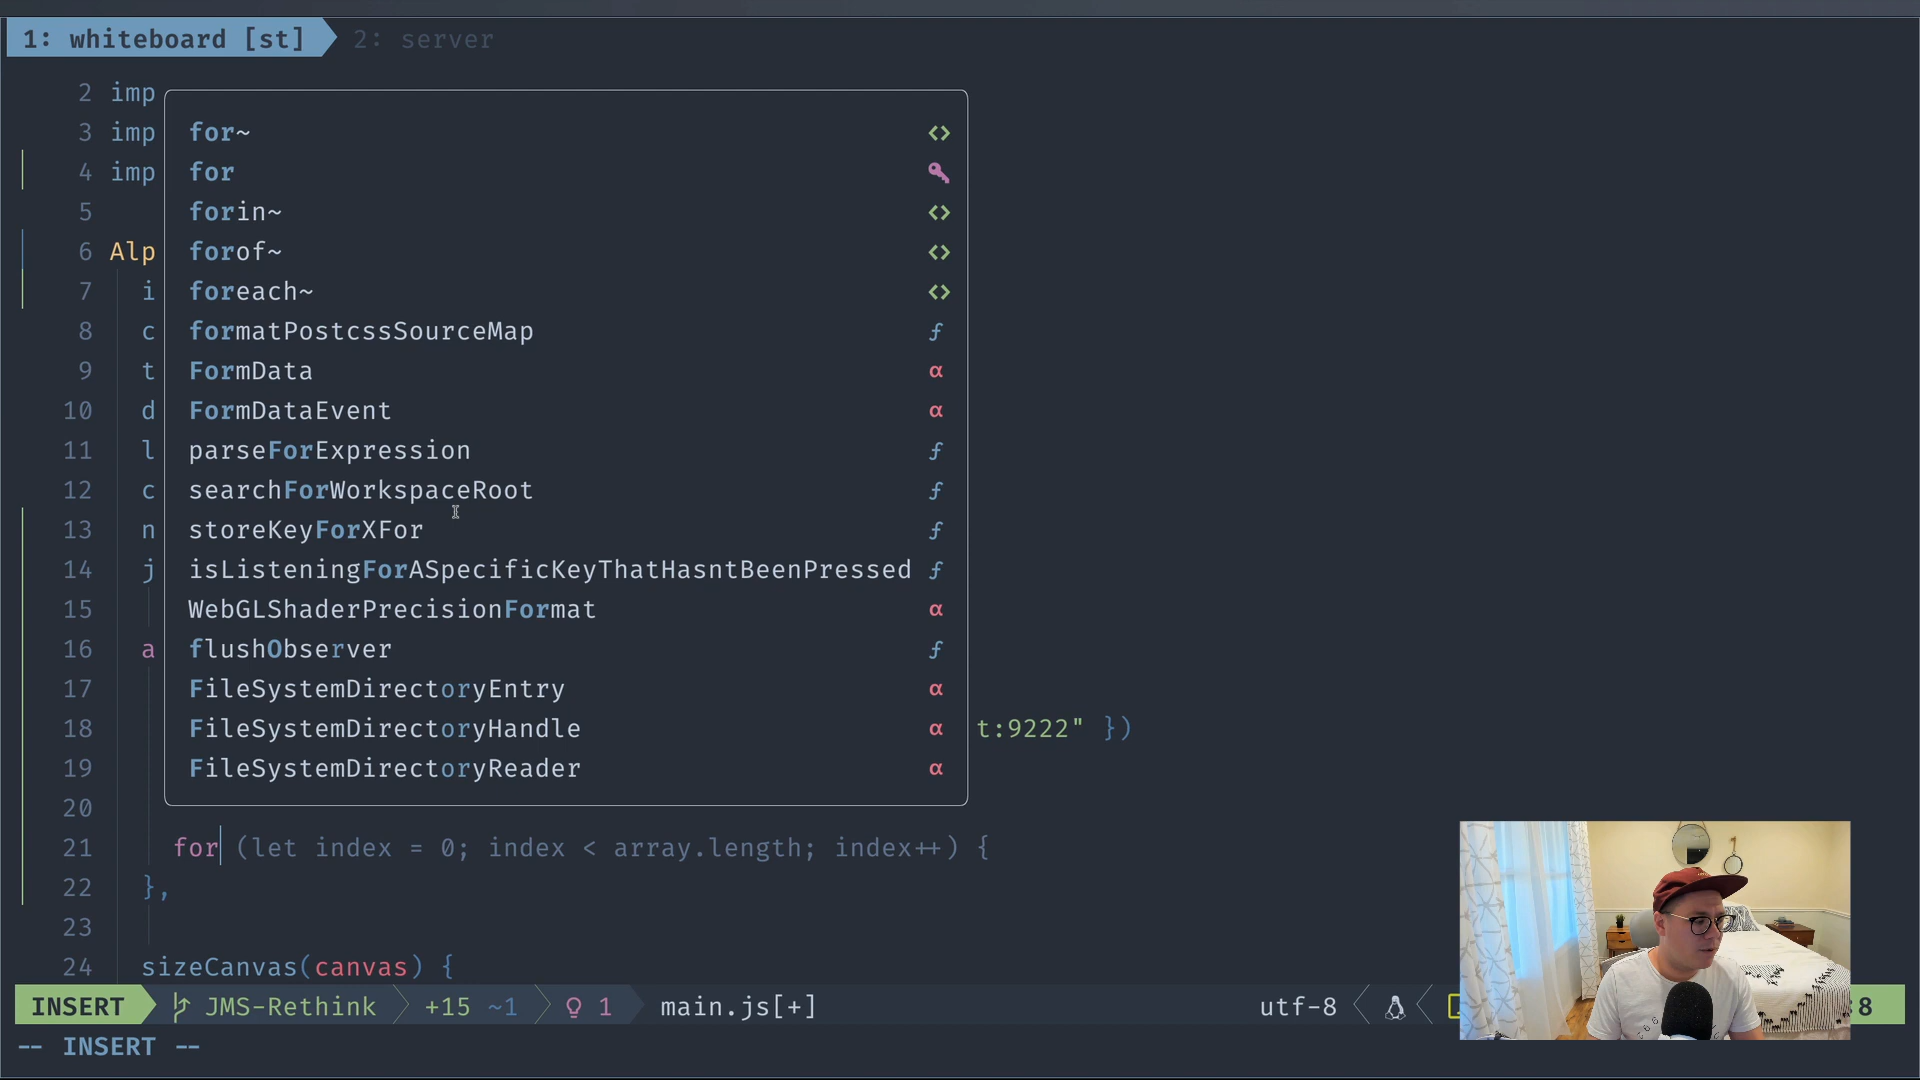 1: whiteboard [st] 2: server
2 imp
3 imp
4 imp
5
6 Alp
7 i
8 c
9 t
10 d
11 l
12 c
13 n
14 j
15
16 a
17
18 t:9222" })
19
20
21 for (let index = 0; index < array.length; index++) {
22 },
23
24 sizeCanvas(canvas) {
for~ <>
for
forin~ <>
forof~ <>
foreach~ <>
formatPostcssSourceMap ƒ
FormData α
FormDataEvent α
parseForExpression ƒ
searchForWorkspaceRoot ƒ
storeKeyForXFor ƒ
isListeningForASpecificKeyThatHasntBeenPressed ƒ
WebGLShaderPrecisionFormat α
flushObserver ƒ
FileSystemDirectoryEntry α
FileSystemDirectoryHandle α
FileSystemDirectoryReader α
INSERT JMS-Rethink +15 ~1 1 main.js[+] utf-8 :8
-- INSERT --